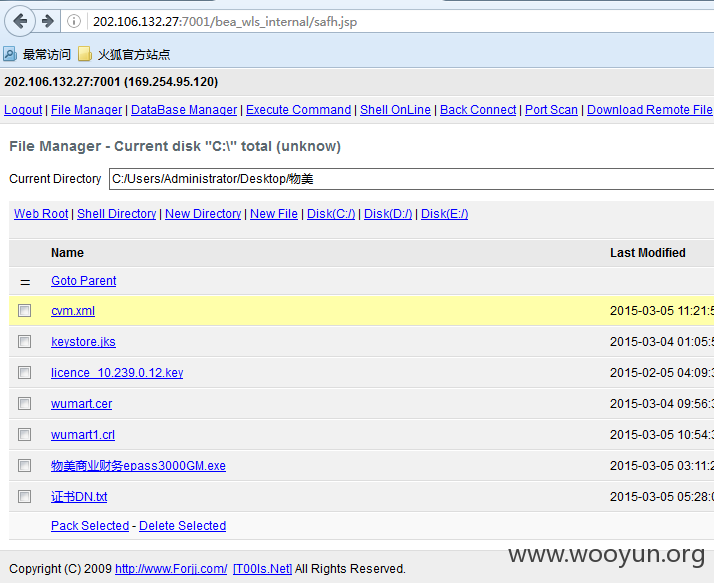 202.106.132.27:7001/bea_wls_internal/safh.jsp
最常访问 火狐官方站点
202.106.132.27:7001 (169.254.95.120)
Logout | File Manager | DataBase Manager | Execute Command | Shell OnLine | Back Connect | Port Scan | Download Remote File
File Manager - Current disk "C:\" total (unknow)
Current Directory C:/Users/Administrator/Desktop/物美
Web Root | Shell Directory | New Directory | New File | Disk(C:/) | Disk(D:/) | Disk(E:/)
Name Last Modified
= Goto Parent
cvm.xml 2015-03-05 11:21:5
keystore.jks 2015-03-04 01:05:5
licence_10.239.0.12.key 2015-02-05 04:09:3
wumart.cer 2015-03-04 09:56:3
wumart1.crl 2015-03-05 10:54:3
物美商业财务epass3000GM.exe 2015-03-05 03:11:2
证书DN.txt 2015-03-05 05:28:0
Pack Selected - Delete Selected
www.wooyun.org
Copyright (C) 2009 http://www.Forjj.com/ [T00ls.Net] All Rights Reserved.